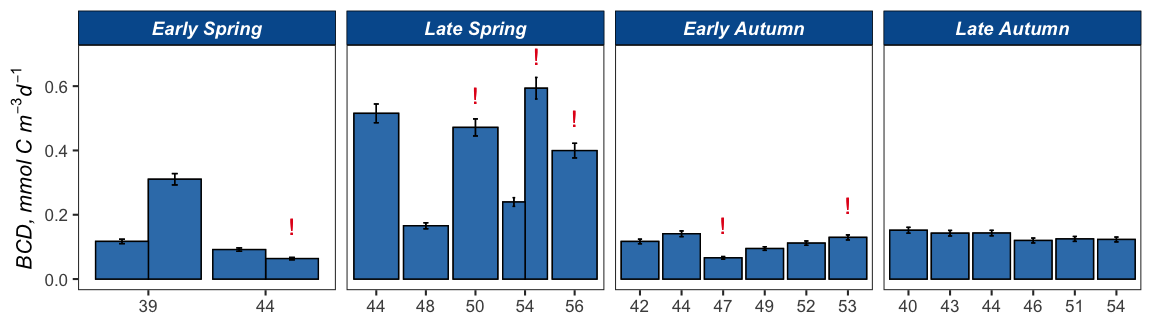 Early Spring
Late Spring
Early Autumn
Late Autumn
BCD, mmol C m⁻³d⁻¹
0.6
0.4
0.2
0.0
!
! ! !
! !
39 44
44 48 50 54 56
42 44 47 49 52 53
40 43 44 46 51 54